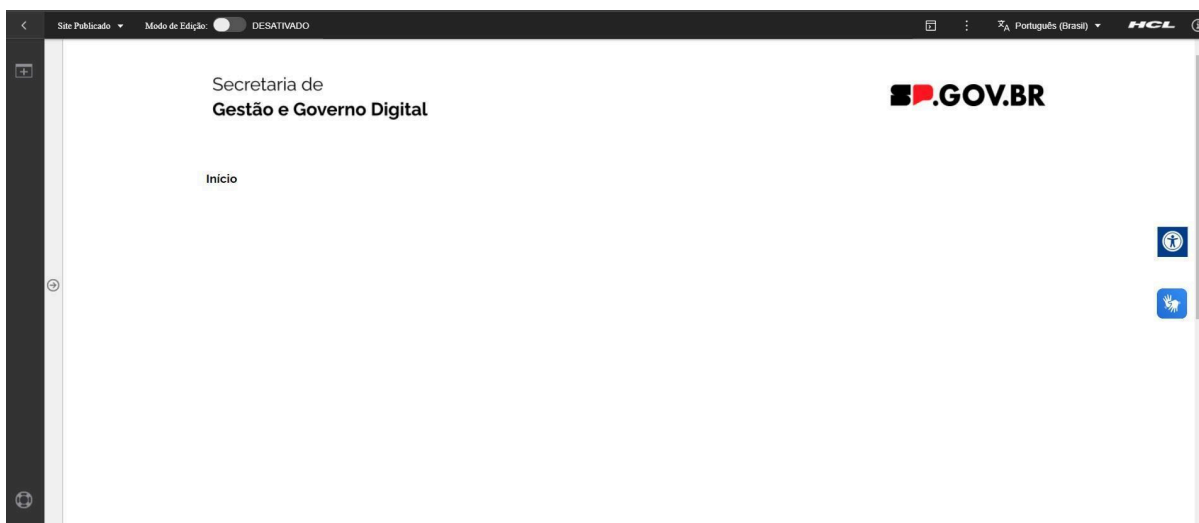 Site Publicado Modo de Edição: DESATIVADO Português (Brasil) HCL
Secretaria de
Gestão e Governo Digital
SP.GOV.BR
Início